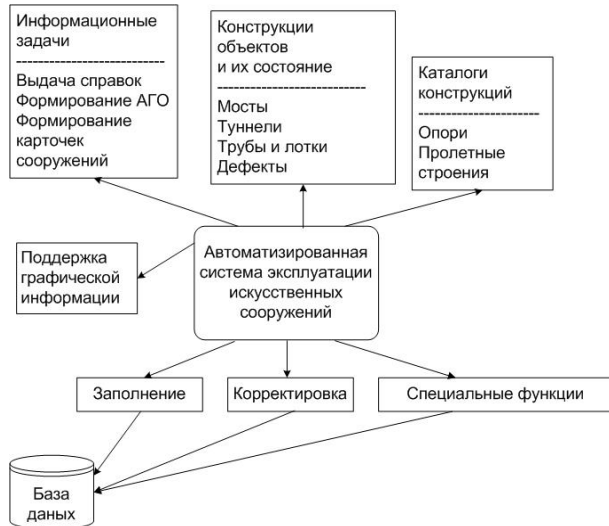 Информационные
задачи
---------------------------
Выдача справок
Формирование АГО
Формирование
карточек
сооружений
Конструкции
объектов
и их состояние
---------------------------
Мосты
Туннели
Трубы и лотки
Дефекты
Каталоги
конструкций
----------------------
Опори
Пролетные
строения
Поддержка
графической
информации
Автоматизированная
система эксплуатации
искусственных
сооружений
Заполнение
Корректировка
Специальные функции
База
даных